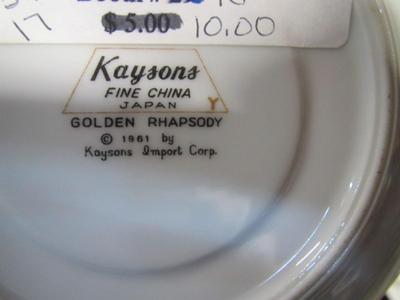 17 $5.00 10.00
Kaysons
FINE CHINA
JAPAN Y
GOLDEN RHAPSODY
© 1961 by
Kaysons Import Corp.